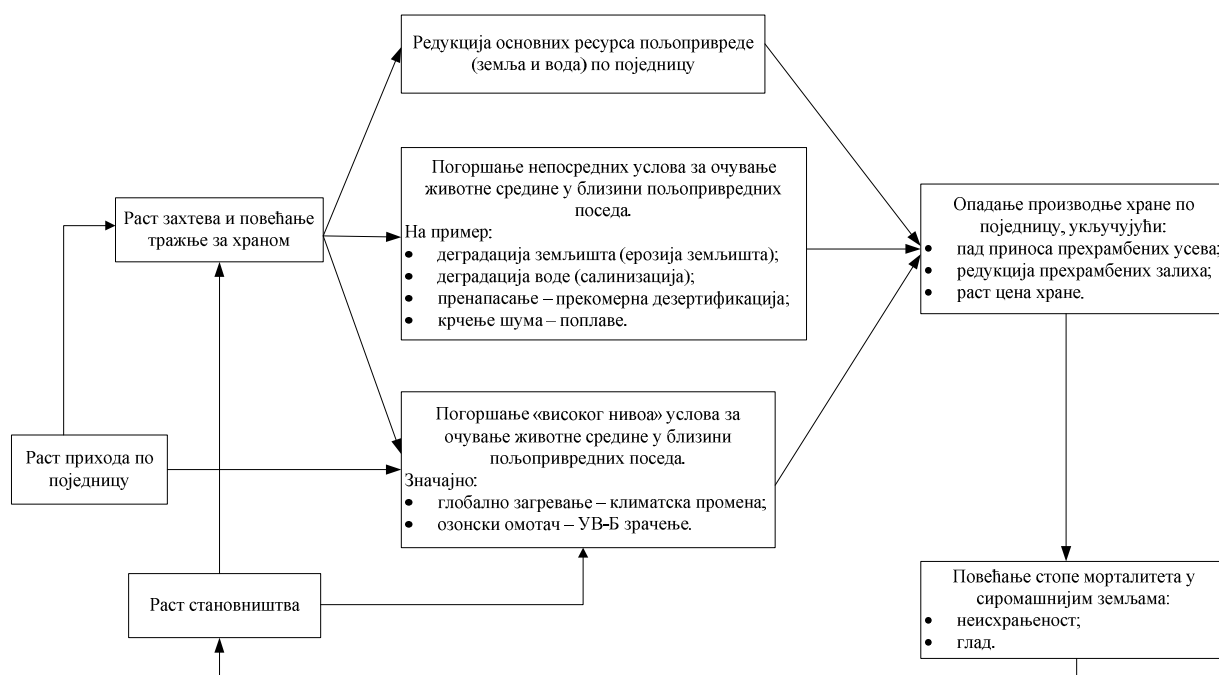 Редукција основних ресурса пољопривреде
(земља и вода) по поједницу
Погоршање непосредних услова за очување
животне средине у близини пољопривредних
поседа.
На пример:
• деградација земљишта (ерозија земљишта);
• деградација воде (салинизација);
• пренапасање – прекомерна дезертификација;
• крчење шума – поплаве.
Раст захтева и повећање
тражње за храном
Опадање производње хране по
поједницу, укључујући:
• пад приноса прехрамбених усева;
• редукција прехрамбених залиха;
• раст цена хране.
Погоршање «високог нивоа» услова за
очување животне средине у близини
пољопривредних поседа.
Значајно:
• глобално загревање – климатска промена;
• озонски омотач – УВ-Б зрачење.
Раст прихода по
поједницу
Раст становништва
Повећање стопе морталитета у
сиромашнијим земљама:
• неисхрањеност;
• глад.